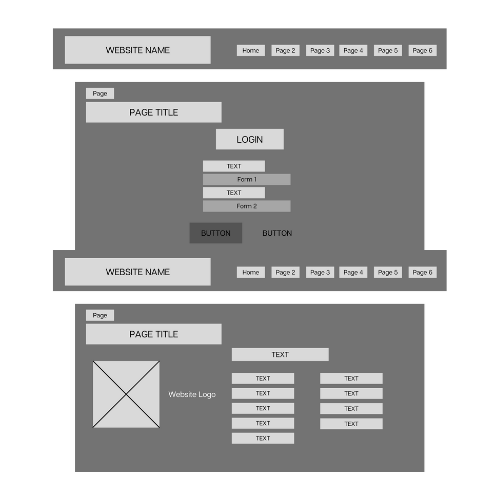 WEBSITE NAME Home Page 2 Page 3 Page 4 Page 5 Page 6
Page
PAGE TITLE
LOGIN
TEXT
Form 1
TEXT
Form 2
BUTTON BUTTON
WEBSITE NAME Home Page 2 Page 3 Page 4 Page 5 Page 6
Page
PAGE TITLE
TEXT
Website Logo
TEXT TEXT
TEXT TEXT
TEXT TEXT
TEXT TEXT
TEXT